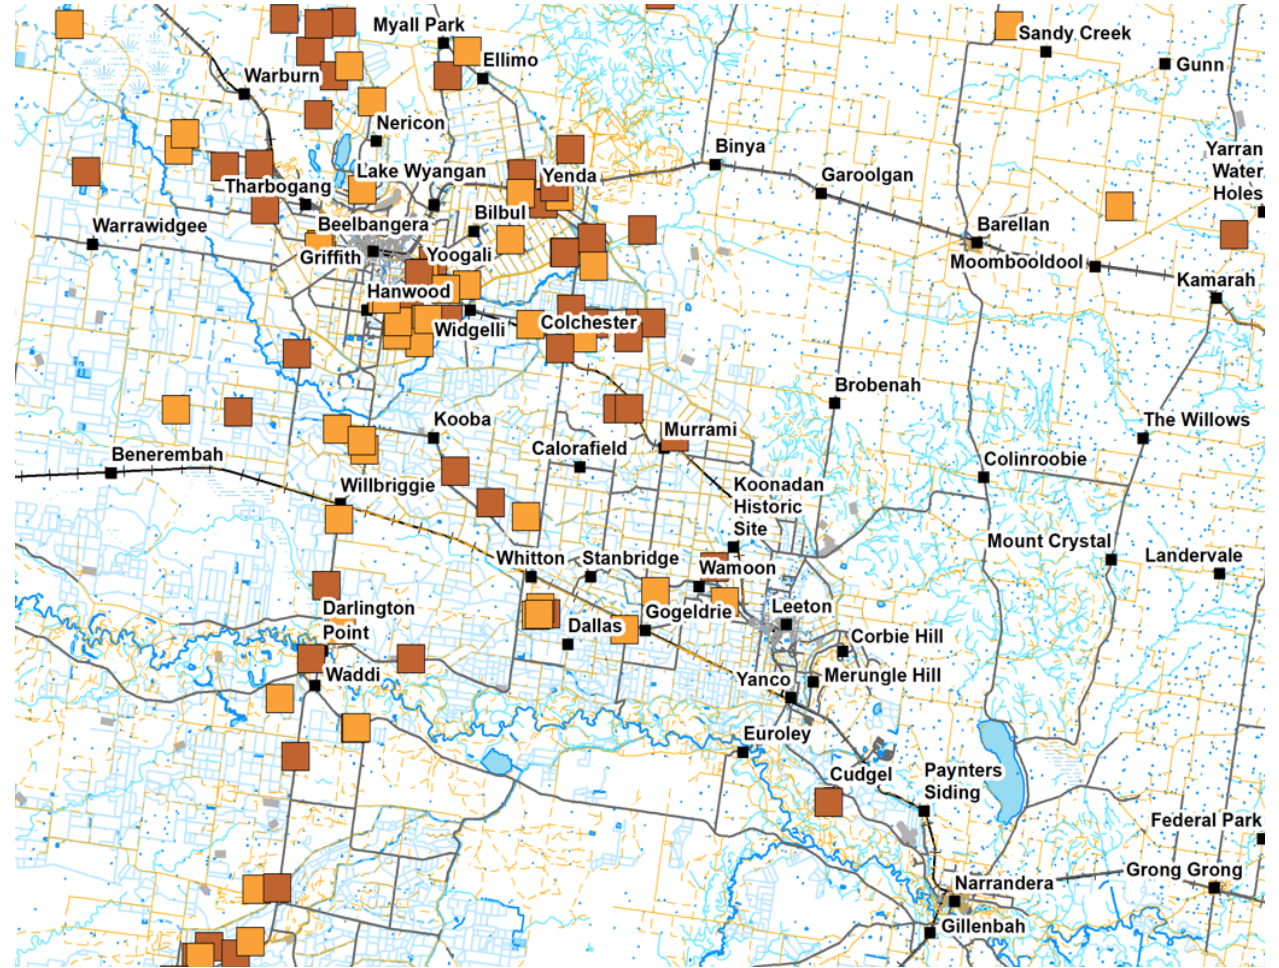 Myall Park
Sandy Creek
Ellimo
Gunn
Warburn
Nericon
Binya
Yarran
Water
Holes
Lake Wyangan
Yenda
Garoolgan
Tharbogang
Bilbul
Beelbangera
Barellan
Warrawidgee
Griffith
Yoogali
Moombooldool
Kamarah
Hanwood
Widgelli
Colchester
Brobenah
The Willows
Kooba
Murrami
Calorafield
Benerembah
Colinroobie
Willbriggie
Koonadan
Historic
Site
Mount Crystal
Landervale
Whitton
Stanbridge
Wamoon
Darlington
Point
Gogeldrie
Leeton
Dallas
Corbie Hill
Waddi
Yanco
Merungle Hill
Euroley
Cudgel
Paynters
Siding
Federal Park
Grong Grong
Narrandera
Gillenbah